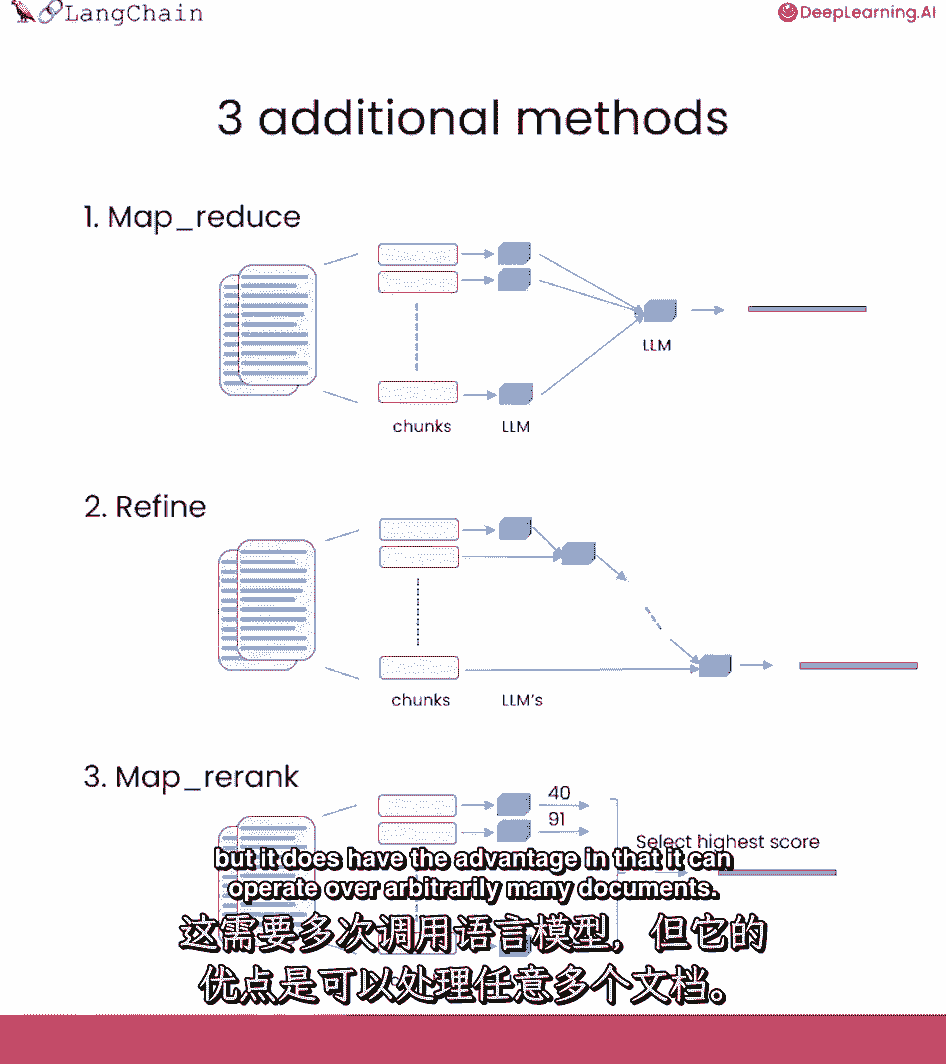 LangChain
DeepLearning.AI
3 additional methods
1. Map_reduce
LLM
chunks
LLM
2. Refine
chunks
LLM's
3. Map_rerank
40
91
Select highest score
but it does have the advantage in that it can
operate over arbitrarily many documents.
这需要多次调用语言模型，但它的
优点是可以处理任意多个文档。